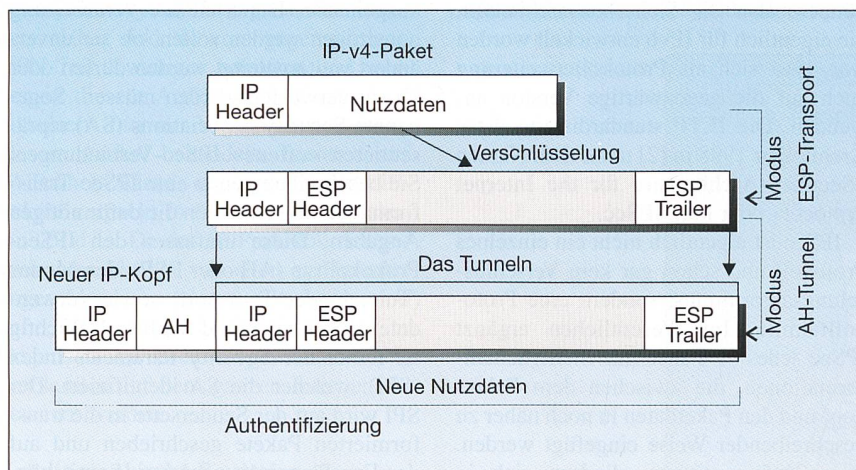 IP-v4-Paket
IP
Header
Nutzdaten
Verschlüsselung
IP
Header
ESP
Header
ESP
Trailer
ESP-Transport
Modus
Das Tunneln
Neuer IP-Kopf
IP
Header
AH
IP
Header
ESP
Header
ESP
Trailer
AH-Tunnel
Modus
Neue Nutzdaten
Authentifizierung